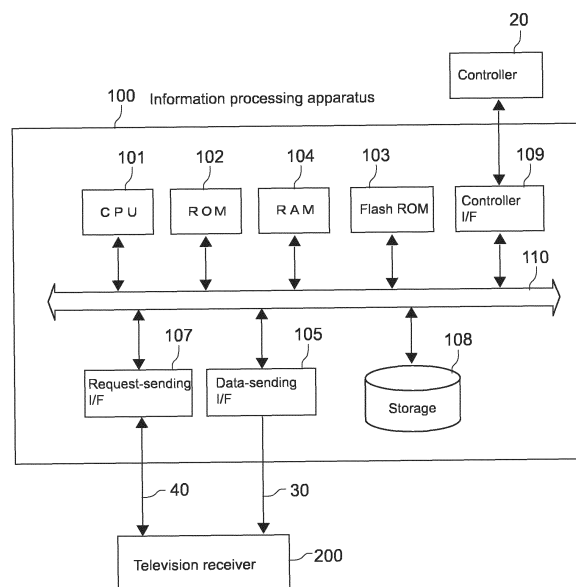 20
Controller
100
Information processing apparatus
101
102
104
103
109
CPU
ROM
RAM
Flash ROM
Controller
I/F
110
107
105
108
Request-sending
I/F
Data-sending
I/F
Storage
40
30
Television receiver
200